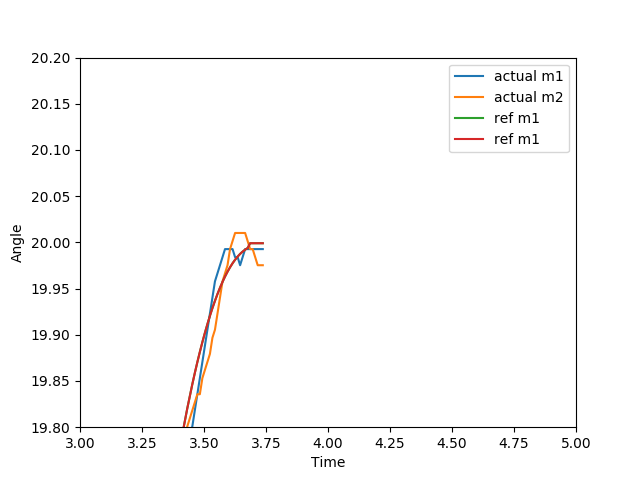 20.20
20.15
20.10
20.05
20.00
19.95
19.90
19.85
19.80
Angle
3.00 3.25 3.50 3.75 4.00 4.25 4.50 4.75 5.00
Time
actual m1
actual m2
ref m1
ref m1